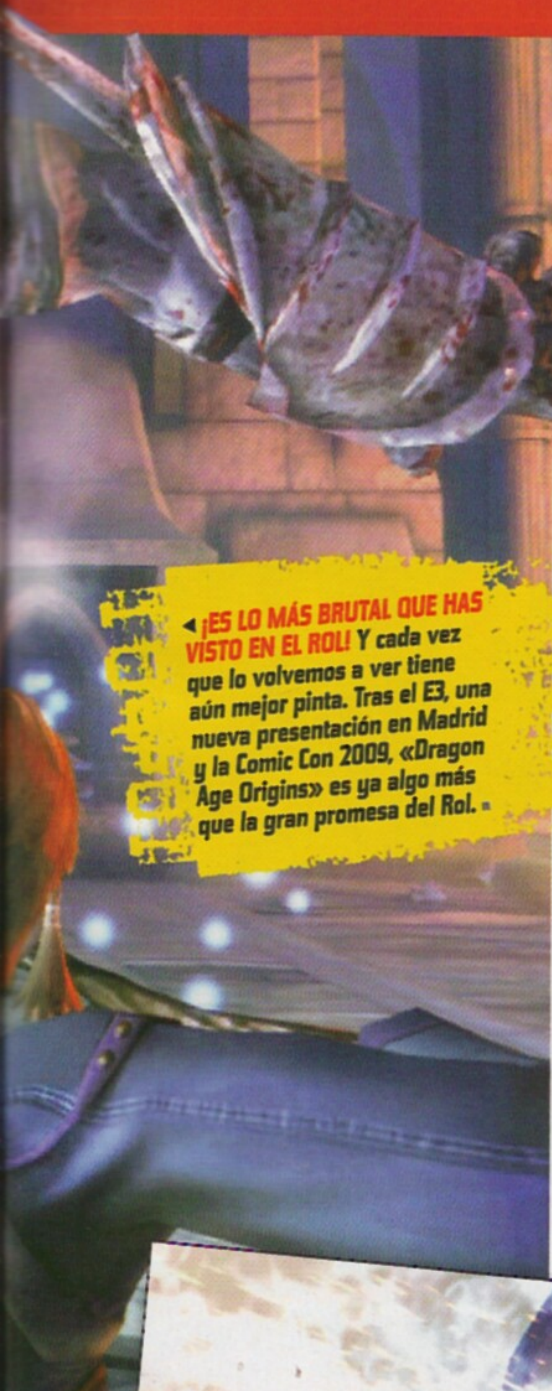 ◄ ¡ES LO MÁS BRUTAL QUE HAS
VISTO EN EL ROL! Y cada vez
que lo volvemos a ver tiene
aún mejor pinta. Tras el E3, una
nueva presentación en Madrid
y la Comic Con 2009, «Dragon
Age Origins» es ya algo más
que la gran promesa del Rol.